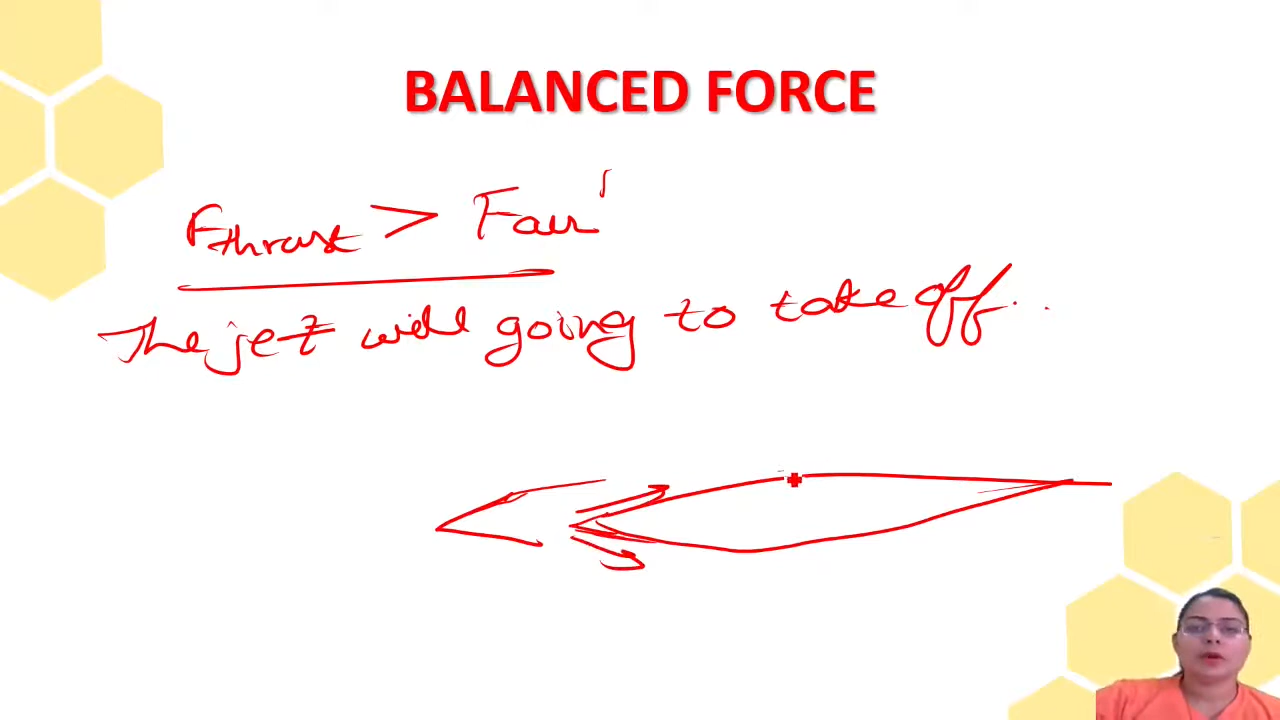 BALANCED FORCE
Fthrust > Fair
The jet will going to take off..